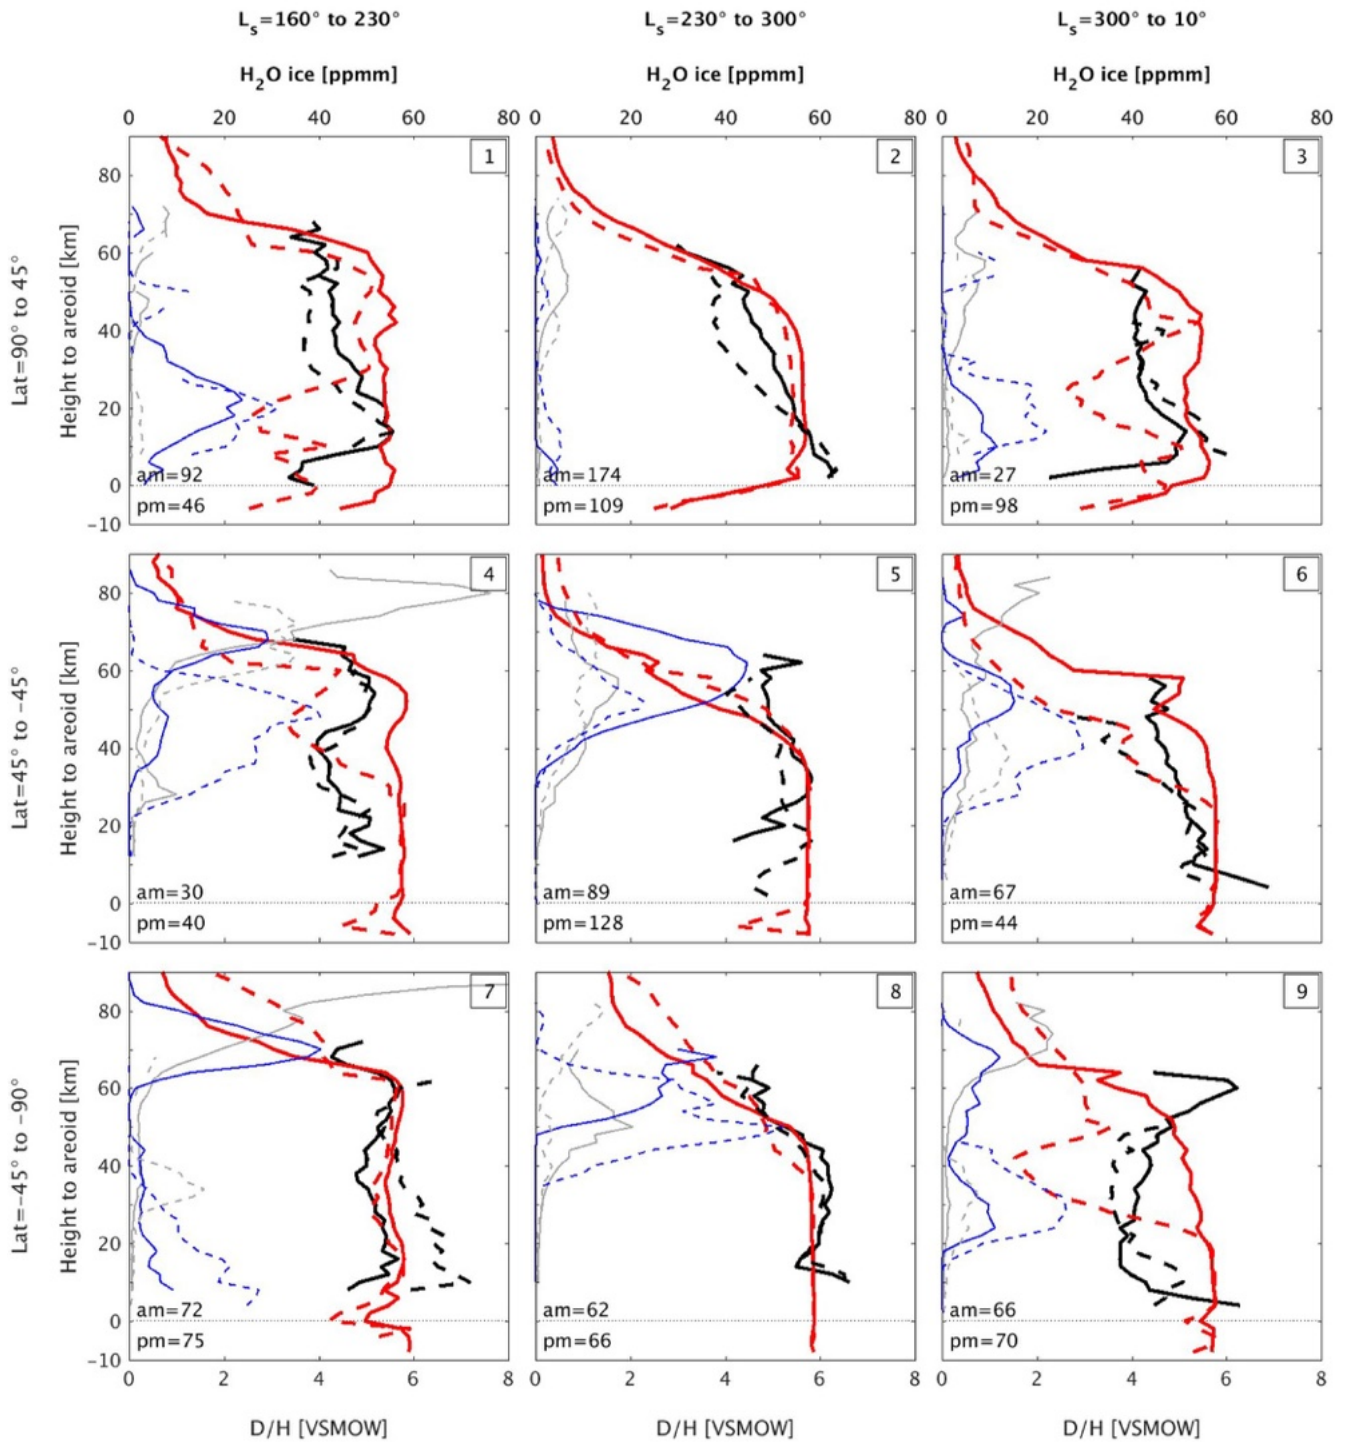 Ls=160° to 230° Ls=230° to 300° Ls=300° to 10°
H2O ice [ppmm] H2O ice [ppmm] H2O ice [ppmm]
0 20 40 60 80 0 20 40 60 80 0 20 40 60 80
Lat=90° to 45°
Height to areoid [km]
80
60
40
20
0
-10
1
am=92
pm=46
2
am=174
pm=109
3
am=27
pm=98
Lat=45° to -45°
Height to areoid [km]
80
60
40
20
0
-10
4
am=30
pm=40
5
am=89
pm=128
6
am=67
pm=44
Lat=-45° to -90°
Height to areoid [km]
80
60
40
20
0
-10
7
am=72
pm=75
8
am=62
pm=66
9
am=66
pm=70
0 2 4 6 0 2 4 6 0 2 4 6 8
D/H [VSMOW] D/H [VSMOW] D/H [VSMOW]